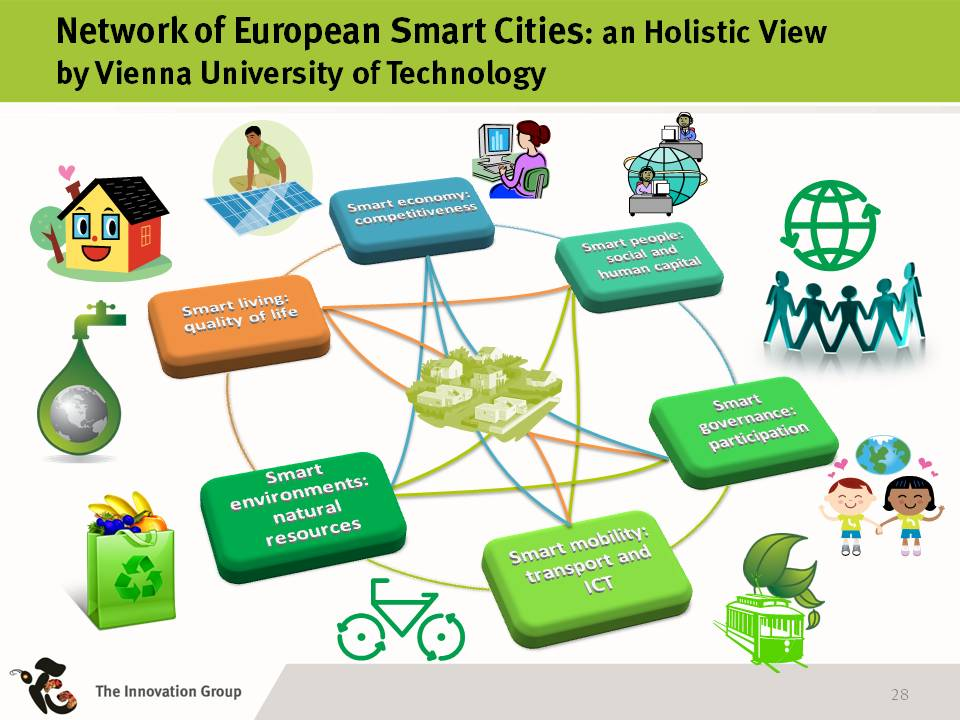 Network of European Smart Cities: an Holistic View
by Vienna University of Technology
Smart economy:
competitiveness
Smart people:
social and
human capital
Smart living:
quality of life
Smart
governance:
participation
Smart
environments:
natural
resources
Smart mobility:
transport and
ICT
The Innovation Group
28